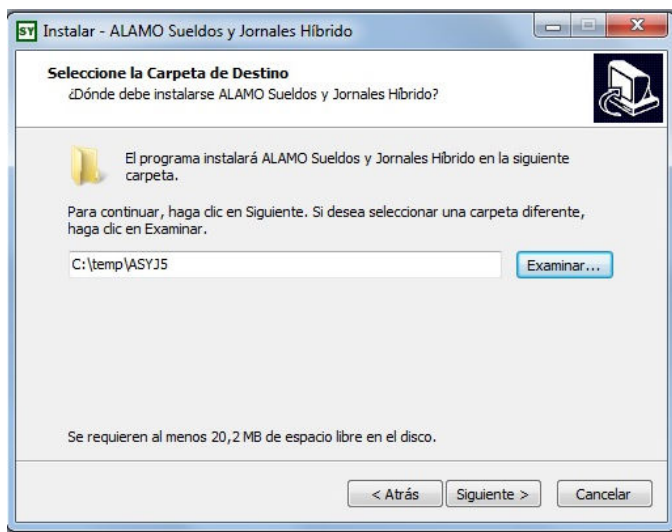 SY Instalar - ALAMO Sueldos y Jornales Híbrido
Seleccione la Carpeta de Destino
¿Dónde debe instalarse ALAMO Sueldos y Jornales Híbrido?
El programa instalará ALAMO Sueldos y Jornales Híbrido en la siguiente
carpeta.
Para continuar, haga clic en Siguiente. Si desea seleccionar una carpeta diferente,
haga clic en Examinar.
C:\temp\ASYJ5 Examinar...
Se requieren al menos 20,2 MB de espacio libre en el disco.
< Atrás Siguiente > Cancelar